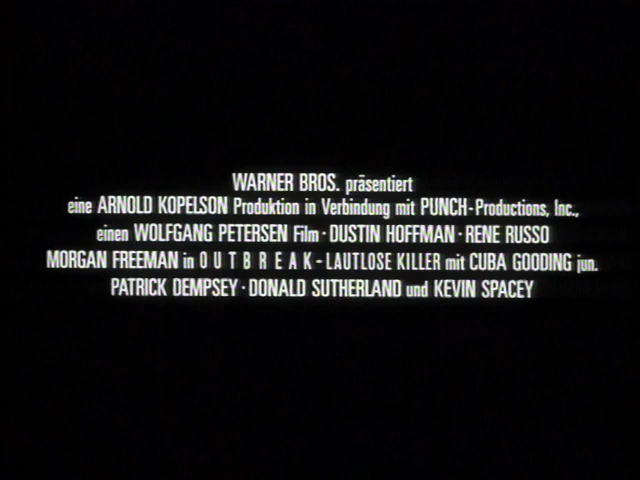 WARNER BROS. präsentiert
eine ARNOLD KOPELSON Produktion in Verbindung mit PUNCH-Productions, Inc.,
einen WOLFGANG PETERSEN Film · DUSTIN HOFFMAN · RENE RUSSO
MORGAN FREEMAN in OUTBREAK - LAUTLOSE KILLER mit CUBA GOODING jun.
PATRICK DEMPSEY · DONALD SUTHERLAND und KEVIN SPACEY